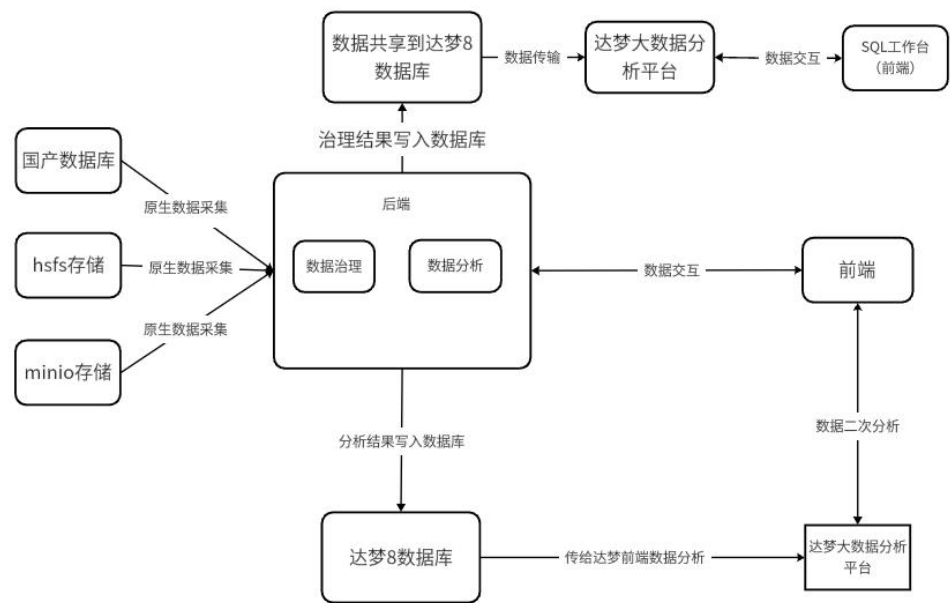 数据共享到达梦8
数据库
数据传输
达梦大数据分
析平台
数据交互
SQL工作台
（前端）
治理结果写入数据库
国产数据库
原生数据采集
后端
hsfs存储
原生数据采集
数据治理
数据分析
数据交互
前端
原生数据采集
minio存储
数据二次分析
分析结果写入数据库
达梦8数据库
传给达梦前端数据分析
达梦大数据分析
平台